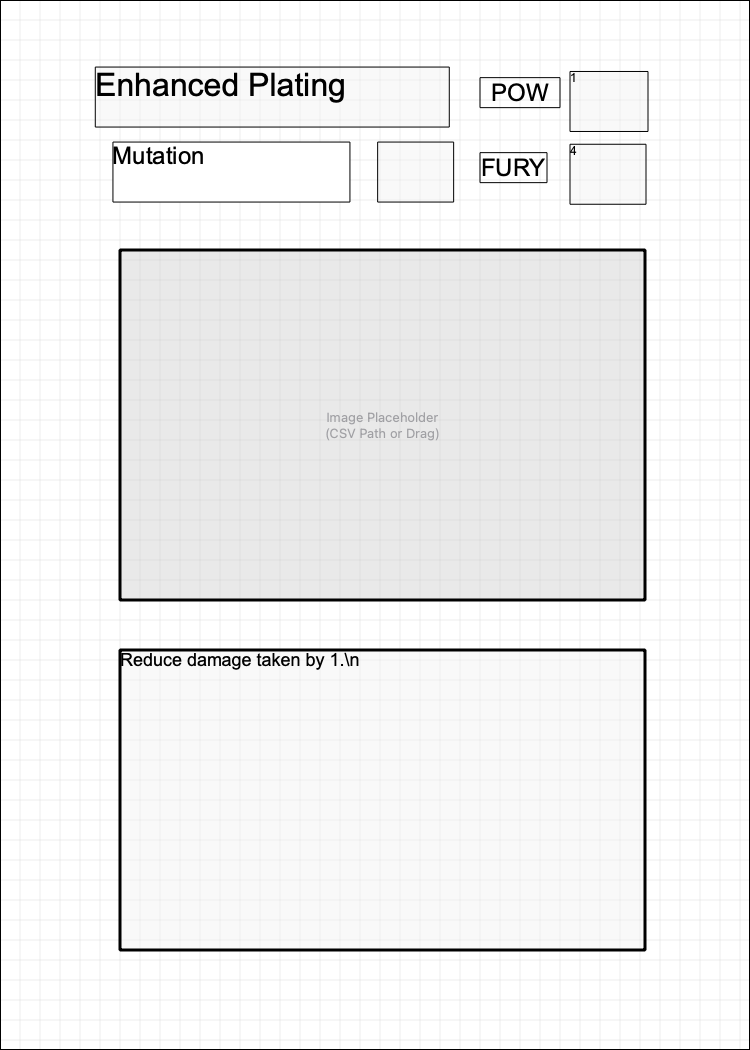 Enhanced Plating
POW
1
Mutation
FURY
4
Image Placeholder
(CSV Path or Drag)
Reduce damage taken by 1.\n